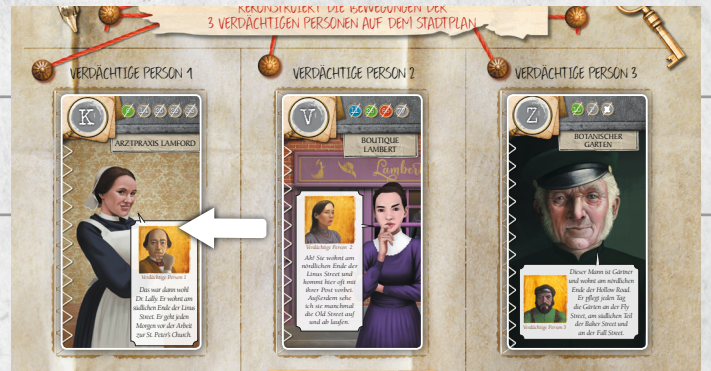 REKONSTRUIERT DIE BEWEGUNGEN DER
3 VERDÄCHTIGEN PERSONEN AUF DEM STADTPLAN
VERDÄCHTIGE PERSON 1
VERDÄCHTIGE PERSON 2
VERDÄCHTIGE PERSON 3
K
ARZTPRAXIS LAMFORD
Verdächtige Person 1
Das war dann wohl
Dr. Lally. Er wohnt am
südlichen Ende der Linus
Street. Er geht jeden
Morgen vor der Arbeit
zur St. Peter's Church.
V
BOUTIQUE
LAMBERT
Lambert
Verdächtige Person 2
Ah! Sie wohnt am
nördlichen Ende der
Linus Street und
kommt hier oft mit
ihrer Post vorbei.
Außerdem sehe
ich sie manchmal
die Old Street auf
und ab laufen.
Z
BOTANISCHER
GARTEN
Dieser Mann ist Gärtner
und wohnt am nördlichen
Ende der Hollow Road.
Er pflegt jeden Tag
die Gärten an der Fly
Street, am südlichen Teil
der Baker Street und
an der Fall Street.
Verdächtige Person 3